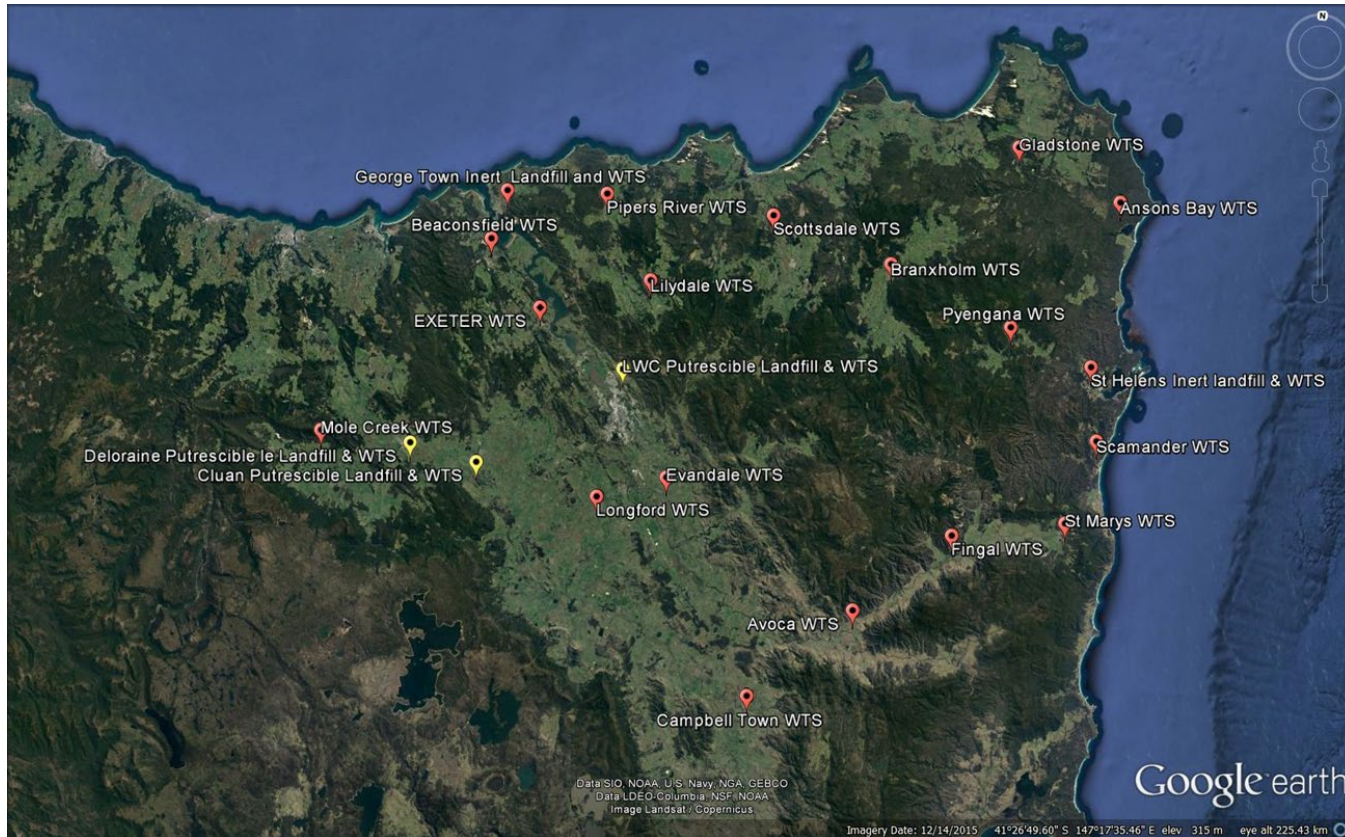 N
Gladstone WTS
George Town Inert Landfill and WTS
Pipers River WTS
Ansons Bay WTS
Beaconsfield WTS
Scottsdale WTS
Branxholm WTS
Lilydale WTS
Pyengana WTS
EXETER WTS
LWC Putrescible Landfill & WTS
St Helens Inert landfill & WTS
Mole Creek WTS
Scamander WTS
Deloraine Putrescible le Landfill & WTS
Cluan Putrescible Landfill & WTS
Evandale WTS
Longford WTS
St Marys WTS
Fingal WTS
Avoca WTS
Campbell Town WTS
Data SIO, NOAA, U.S. Navy, NGA, GEBCO
Data LDEO-Columbia, NSF, NOAA
Image Landsat / Copernicus
Google earth
Imagery Date: 12/14/2015 41°26'49.60" S 147°17'35.46" E elev 315 m eye alt 225.43 km